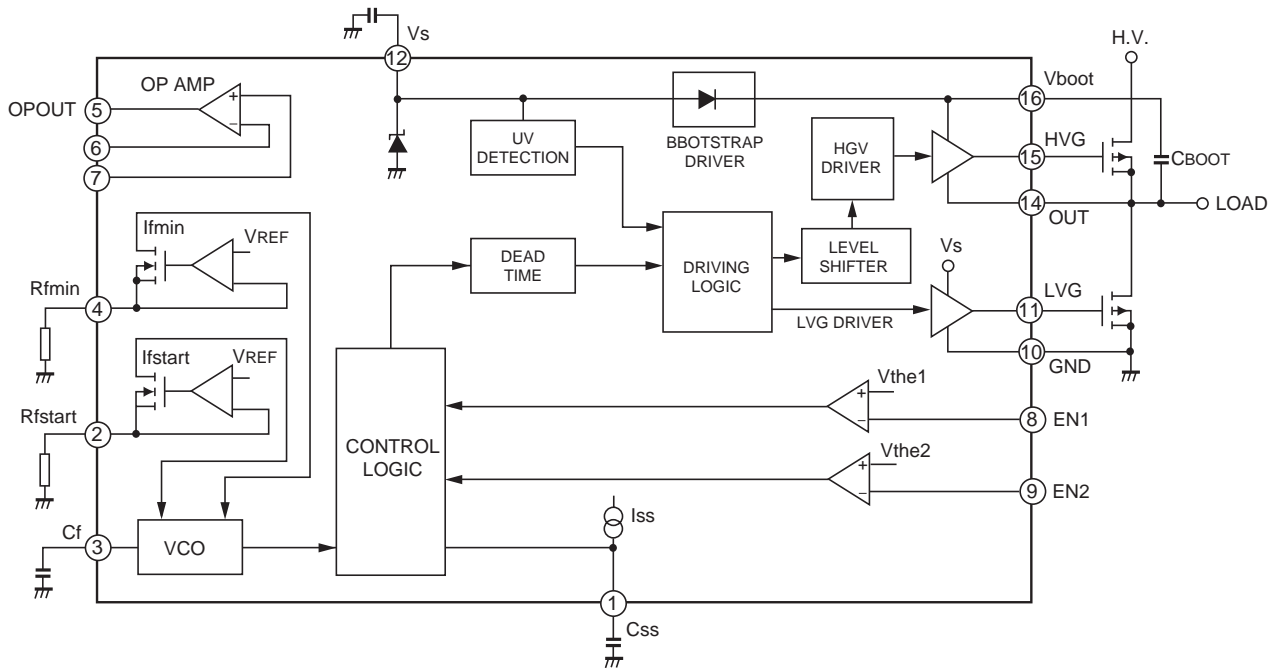 Vs
H.V.
12
OP AMP
Vboot
16
OPOUT
5
+
−
6
7
UV
DETECTION
BBOTSTRAP
DRIVER
HGV
DRIVER
HVG
15
CBOOT
14
OUT
LOAD
Ifmin
VREF
Rfmin
4
DEAD
TIME
DRIVING
LOGIC
LEVEL
SHIFTER
Vs
LVG
11
LVG DRIVER
10
GND
Ifstart
VREF
Rfstart
2
CONTROL
LOGIC
Vthe1
+
−
8
EN1
Vthe2
+
−
9
EN2
Iss
Cf
3
VCO
1
Css